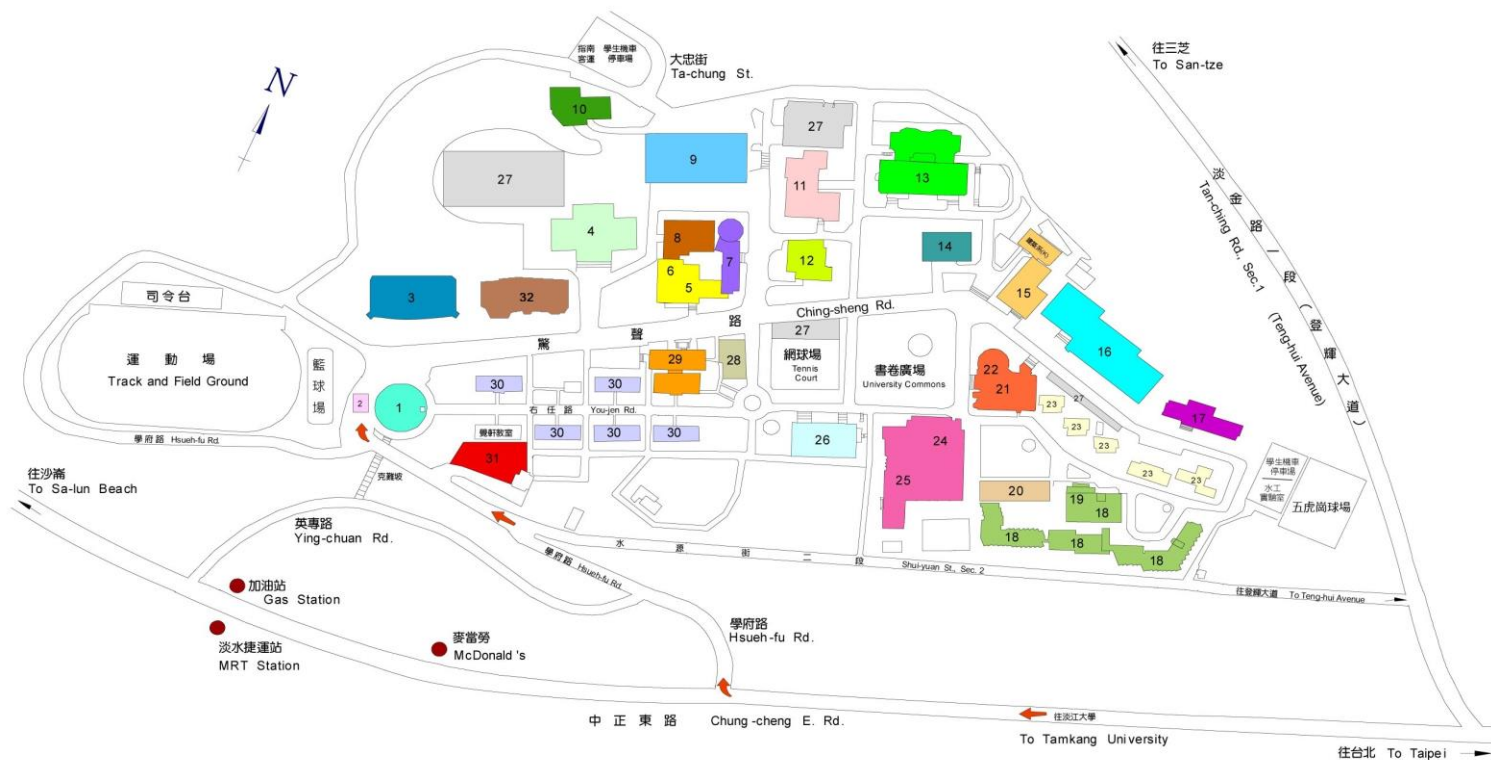 N
指南
客運
學生機車
停車場
大忠街
Ta-chung St.
往三芝
To San-tze
淡金路一段(登輝大道)
Tan-ching Rd., Sec.1
(Teng-hui Avenue)
10
27
9
27
11
13
4
8
6
5
7
12
14
建築系(K)
15
16
3
32
驚聲路
Ching-sheng Rd.
司令台
運動場
Track and Field Ground
籃球場
2
1
學府路 Hsueh-fu Rd.
30
30
右任路 You-jen Rd.
29
28
27
網球場
Tennis
Court
書卷廣場
University Commons
22
21
23
27
23
23
23
23
17
覺軒教室
31
30
30
30
26
24
25
20
19
18
18
18
18
學生機車
停車場
水工
實驗室
五虎崗球場
克難坡
往沙崙
To Sa-lun Beach
英專路
Ying-chuan Rd.
學府路 Hsueh-fu Rd.
水源街二段
Shui-yuan St., Sec. 2
往登輝大道 To Teng-hui Avenue
加油站
Gas Station
淡水捷運站
MRT Station
麥當勞
McDonald's
學府路
Hsueh-fu Rd.
中正東路 Chung-cheng E. Rd.
往淡江大學
To Tamkang University
往台北 To Taipei